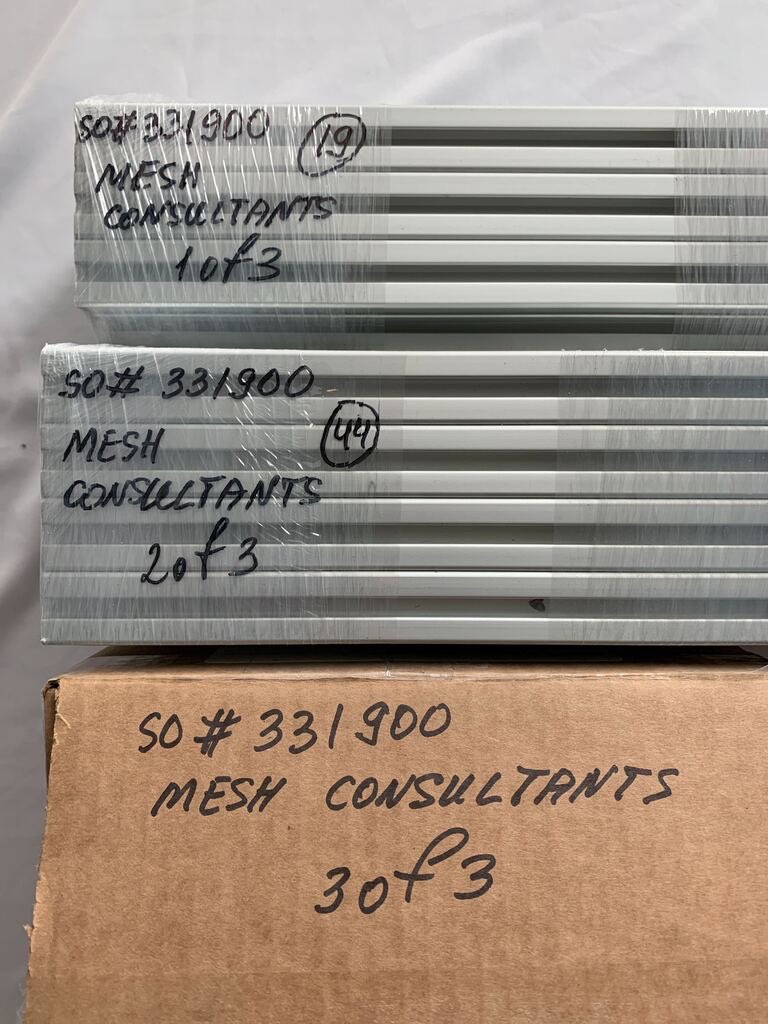 SO# 331900 19
MESH
CONSULTANTS
1 of 3
SO# 331900
44
MESH
CONSULTANTS
2 of 3
SO# 331900
MESH CONSULTANTS
3 of 3